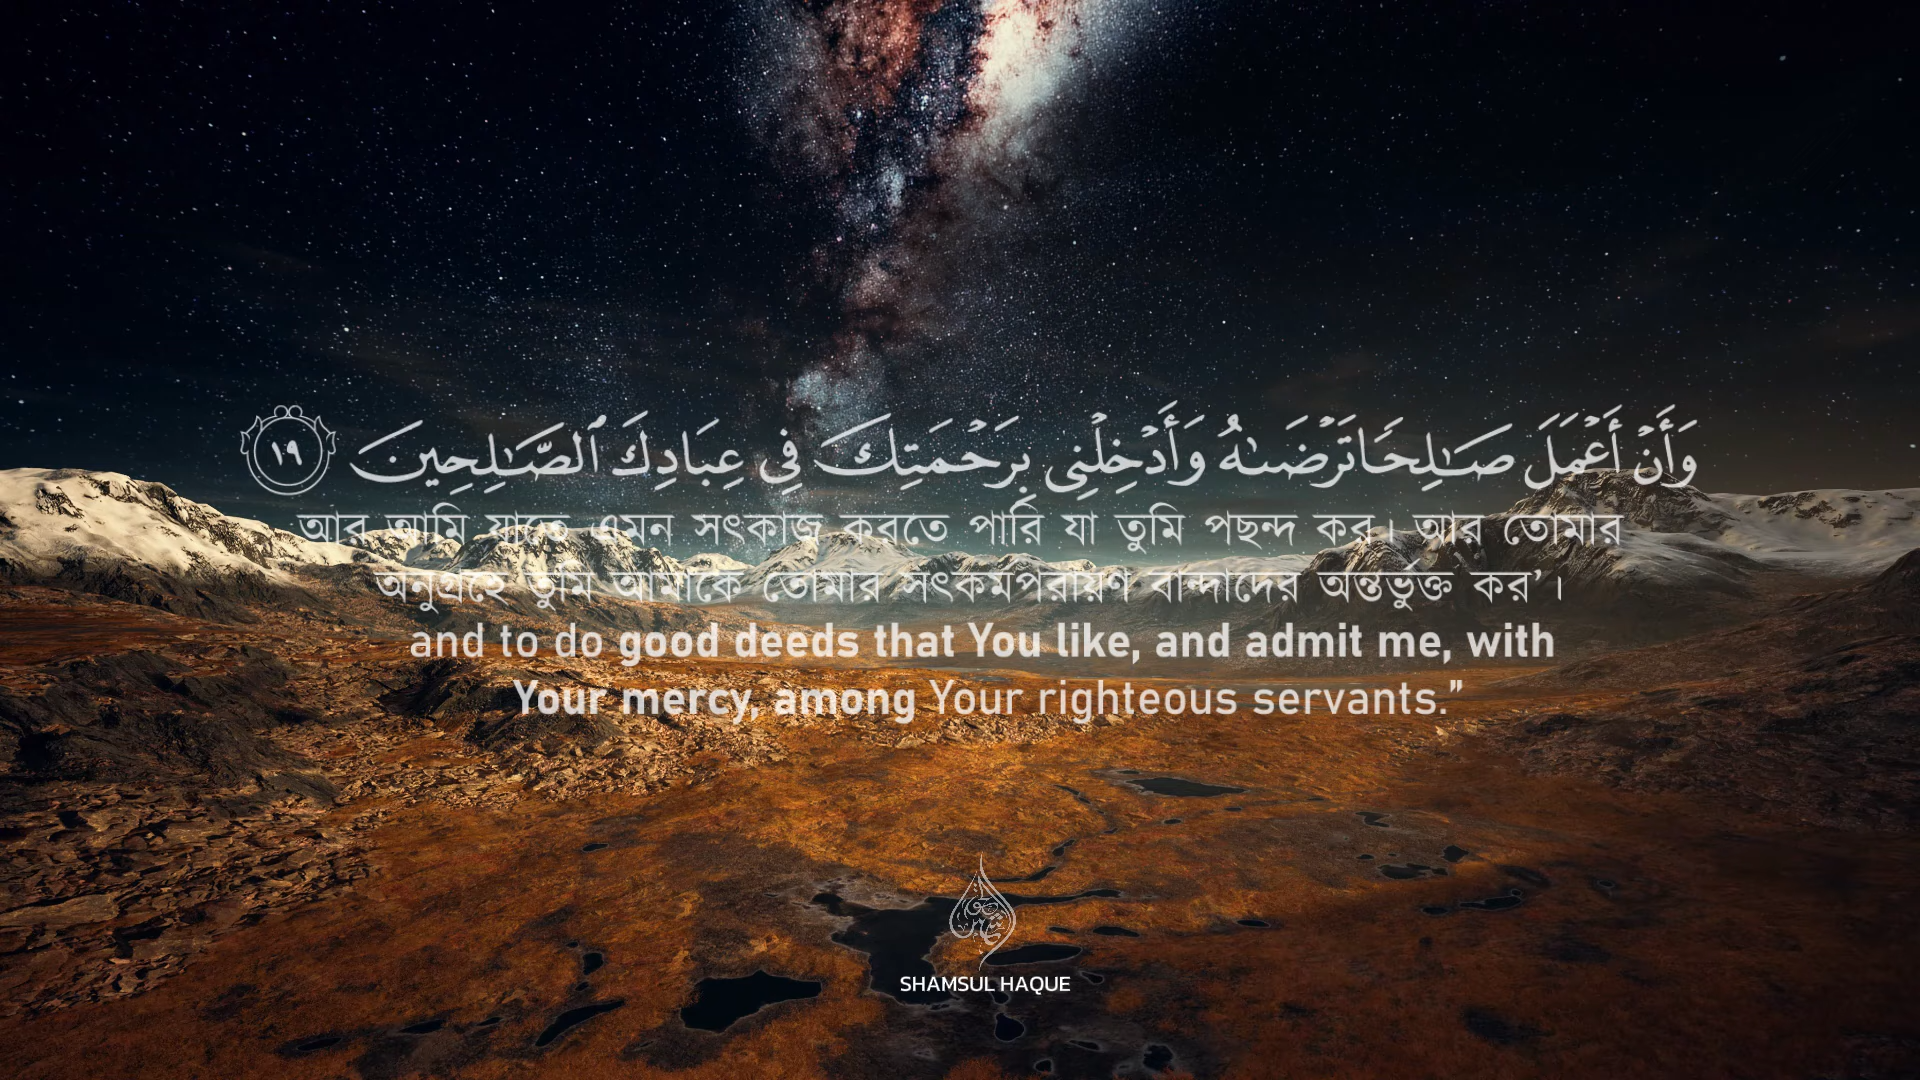 وَأَنْ أَعْمَلَ صَـٰلِحًا تَرْضَىٰهُ وَأَدْخِلْنِى بِرَحْمَتِكَ فِى عِبَادِكَ ٱلصَّـٰلِحِينَ ١٩
আর আমি যাতে এমন সৎকাজ করতে পারি যা তুমি পছন্দ কর। আর তোমার
অনুগ্রহে তুমি আমাকে তোমার সৎকর্মপরায়ণ বান্দাদের অন্তর্ভুক্ত কর’।
and to do good deeds that You like, and admit me, with
Your mercy, among Your righteous servants.”
SHAMSUL HAQUE